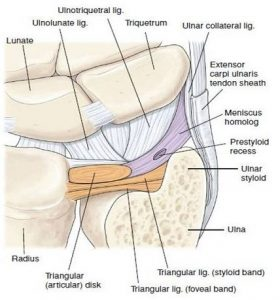 Ulnotriquetral lig.
Ulnolunate lig.
Triquetrum
Ulnar collateral lig.
Lunate
Extensor
carpi ulnaris
tendon sheath
Meniscus
homolog
Prestyloid
recess
Ulnar
styloid
Ulna
Radius
Triangular
(articular) disk
Triangular lig. (styloid band)
Triangular lig. (foveal band)